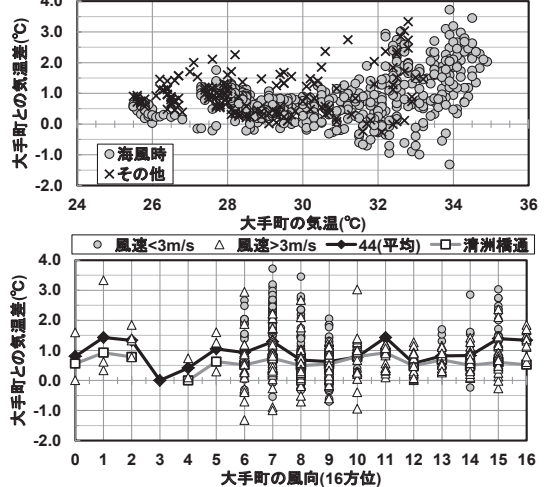 4.0
3.0
2.0
1.0
0.0
-1.0
-2.0
大手町との気温差(℃)
海風時
その他
24 26 28 30 32 34 36
大手町の気温(℃)
風速<3m/s 風速>3m/s 44(平均) 清洲橋通
4.0
3.0
2.0
1.0
0.0
-1.0
-2.0
大手町との気温差(℃)
0 1 2 3 4 5 6 7 8 9 10 11 12 13 14 15 16
大手町の風向(16方位)